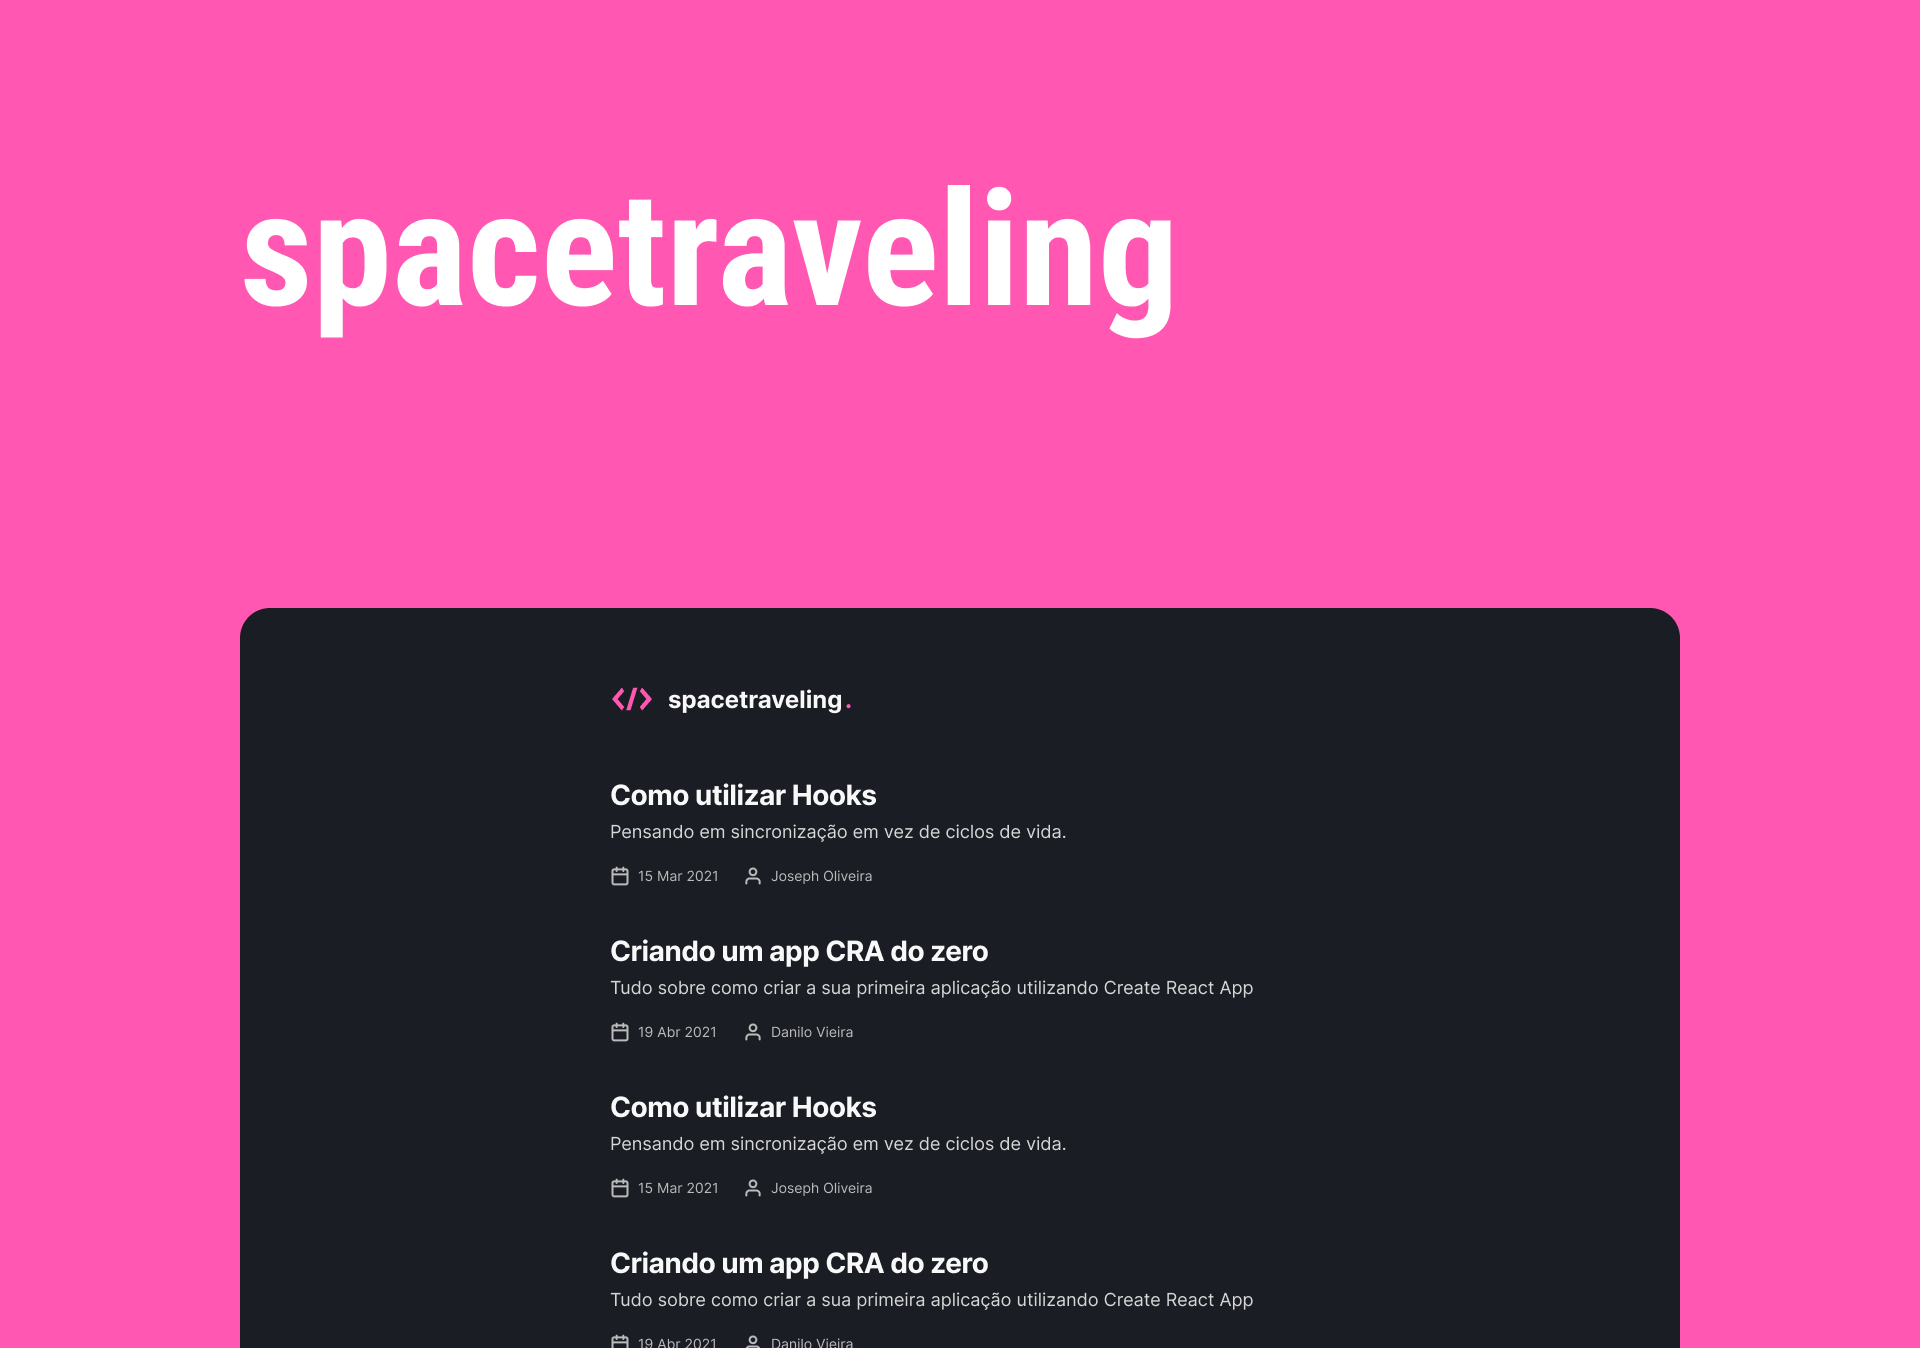 spacetraveling
spacetraveling.
Como utilizar Hooks
Pensando em sincronização em vez de ciclos de vida.
15 Mar 2021 Joseph Oliveira
Criando um app CRA do zero
Tudo sobre como criar a sua primeira aplicação utilizando Create React App
19 Abr 2021 Danilo Vieira
Como utilizar Hooks
Pensando em sincronização em vez de ciclos de vida.
15 Mar 2021 Joseph Oliveira
Criando um app CRA do zero
Tudo sobre como criar a sua primeira aplicação utilizando Create React App
19 Abr 2021 Danilo Vieira